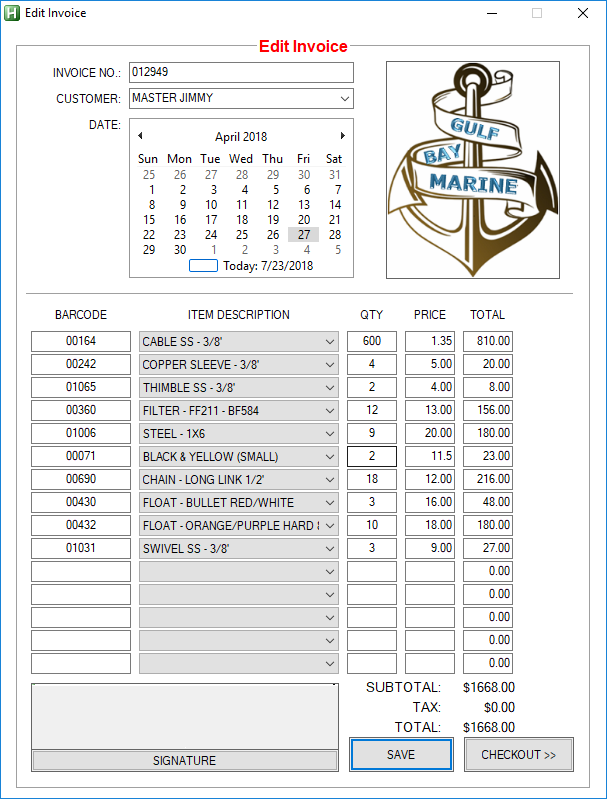 Edit Invoice
Edit Invoice
INVOICE NO.: 012949
CUSTOMER: MASTER JIMMY
DATE:
April 2018
Sun Mon Tue Wed Thu Fri Sat
25 26 27 28 29 30 31
1 2 3 4 5 6 7
8 9 10 11 12 13 14
15 16 17 18 19 20 21
22 23 24 25 26 27 28
29 30 1 2 3 4 5
Today: 7/23/2018
GULF
BAY
MARINE
BARCODE ITEM DESCRIPTION QTY PRICE TOTAL
00164 CABLE SS - 3/8' 600 1.35 810.00
00242 COPPER SLEEVE - 3/8' 4 5.00 20.00
01065 THIMBLE SS - 3/8' 2 4.00 8.00
00360 FILTER - FF211 - BF584 12 13.00 156.00
01006 STEEL - 1X6 9 20.00 180.00
00071 BLACK & YELLOW (SMALL) 2 11.5 23.00
00690 CHAIN - LONG LINK 1/2' 18 12.00 216.00
00430 FLOAT - BULLET RED/WHITE 3 16.00 48.00
00432 FLOAT - ORANGE/PURPLE HARD 10 18.00 180.00
01031 SWIVEL SS - 3/8' 3 9.00 27.00
0.00
0.00
0.00
0.00
0.00
SUBTOTAL: $1668.00
TAX: $0.00
TOTAL: $1668.00
SIGNATURE SAVE CHECKOUT >>